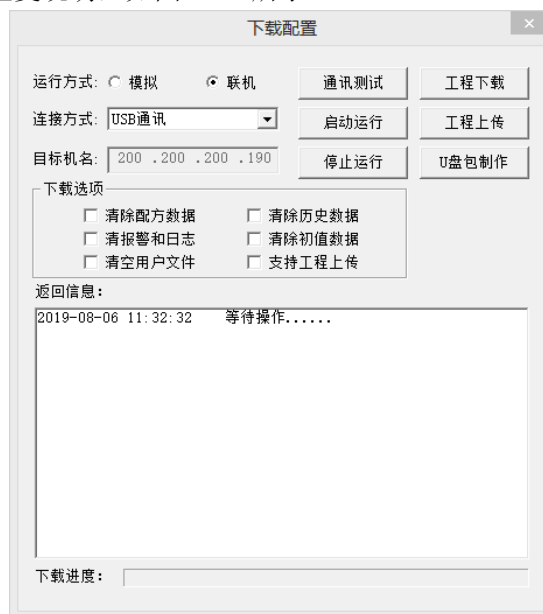 下载配置
运行方式: 模拟 联机 通讯测试 工程下载
连接方式: USB通讯 启动运行 工程上传
目标机名: 200 .200 .200 .190 停止运行 U盘包制作
下载选项
清除配方数据 清除历史数据
清报警和日志 清除初值数据
清空用户文件 支持工程上传
返回信息:
2019-08-06 11:32:32 等待操作......
下载进度: